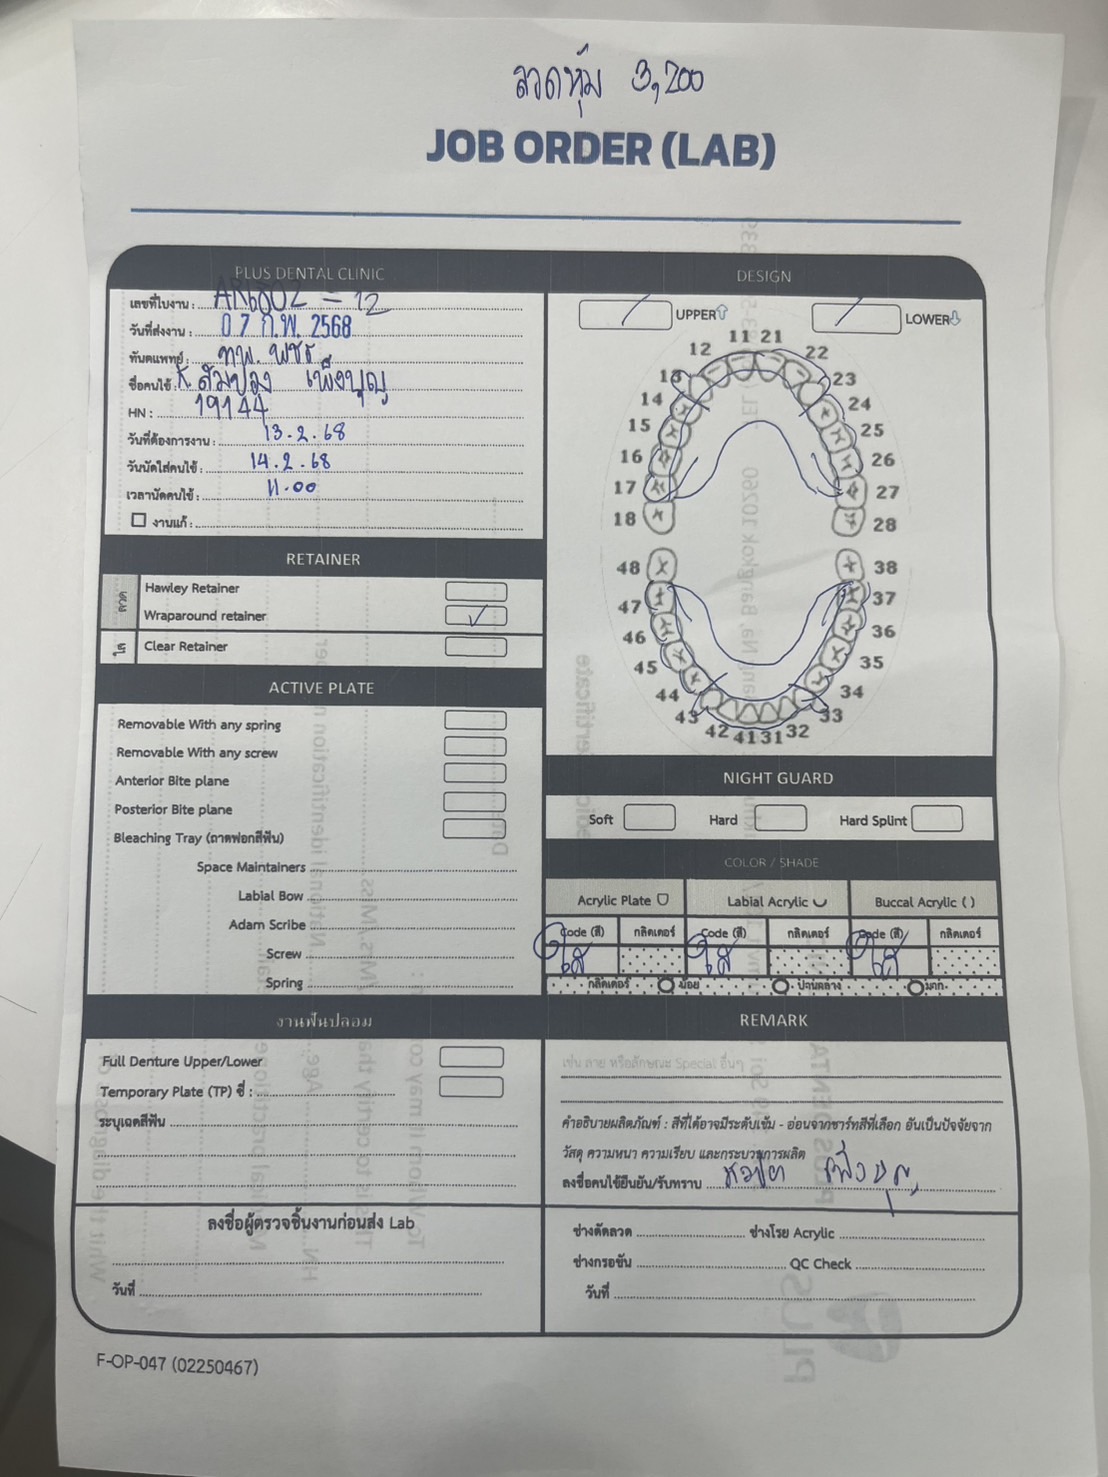 ลวดหุ้ม 3,200
JOB ORDER (LAB)
PLUS DENTAL CLINIC
เลขที่ใบงาน : AR6802-12
วันที่ส่งงาน : 07 ก.พ. 2568
ทันตแพทย์ : ทพ. พชร
ชื่อคนไข้ : K.
HN : 19144
วันที่ต้องการงาน : 13.2.68
วันนัดใส่คนไข้ : 14.2.68
เวลานัดคนไข้ : 11.00
งานแก้ :
RETAINER
ลวด
Hawley Retainer
Wraparound retainer ✓
ใส
Clear Retainer
ACTIVE PLATE
Removable With any spring
Removable With any screw
Anterior Bite plane
Posterior Bite plane
Bleaching Tray (ถาดฟอกสีฟัน)
Space Maintainers
Labial Bow
Adam Scribe
Screw
Spring
งานฟันปลอม
Full Denture Upper/Lower
Temporary Plate (TP) ซี่ :
ระบุเฉดสีฟัน
ลงชื่อผู้ตรวจชิ้นงานก่อนส่ง Lab
วันที่
DESIGN
/ UPPER / LOWER
11 21
12 22
13 23
14 24
15 25
16 26
17 27
18 28
48 38
47 37
46 36
45 35
44 34
43 33
42 41 31 32
NIGHT GUARD
Soft Hard Hard Splint
COLOR / SHADE
Acrylic Plate Labial Acrylic Buccal Acrylic ( )
Code (สี) กลิตเตอร์ Code (สี) กลิตเตอร์ Code (สี) กลิตเตอร์
ใส ใส ใส
กลิตเตอร์ น้อย ปานกลาง มาก
REMARK
เช่น ลาย หรือลักษณะ Special อื่นๆ
คำอธิบายผลิตภัณฑ์ : สีที่ได้อาจมีระดับเข้ม - อ่อนจากชาร์ทสีที่เลือก อันเป็นปัจจัยจาก
วัสดุ ความหนา ความเรียบ และกระบวนการผลิต
ลงชื่อคนไข้ยืนยัน/รับทราบ
ช่างดัดลวด ช่างโรย Acrylic
ช่างกรอขัน QC Check
วันที่
F-OP-047 (02250467)